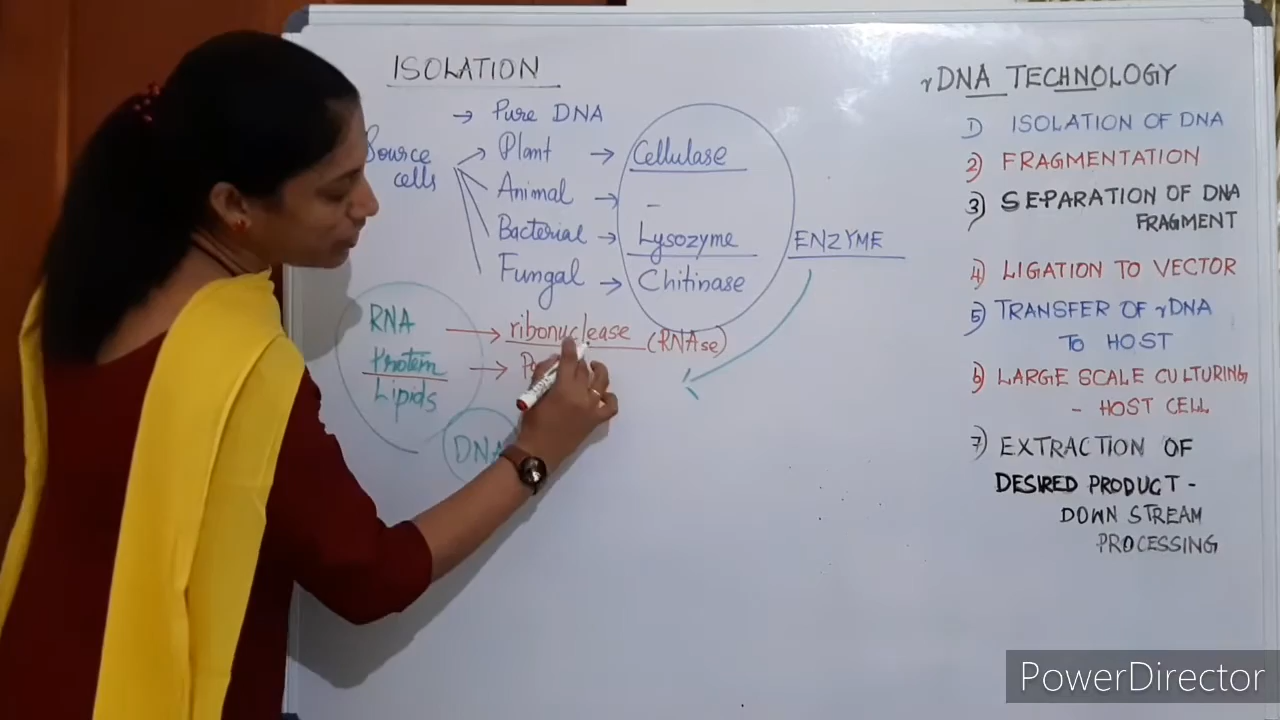 ISOLATION
→ Pure DNA
Source cells
Plant → Cellulase
Animal → -
Bacterial → Lysozyme
Fungal → Chitinase
ENZYME
RNA → ribonuclease (RNAse)
Protein →
Lipids
DNA
rDNA TECHNOLOGY
1) ISOLATION OF DNA
2) FRAGMENTATION
3) SEPARATION OF DNA
FRAGMENT
4) LIGATION TO VECTOR
5) TRANSFER OF rDNA
TO HOST
6) LARGE SCALE CULTURING
- HOST CELL
7) EXTRACTION OF
DESIRED PRODUCT -
DOWN STREAM
PROCESSING
PowerDirector